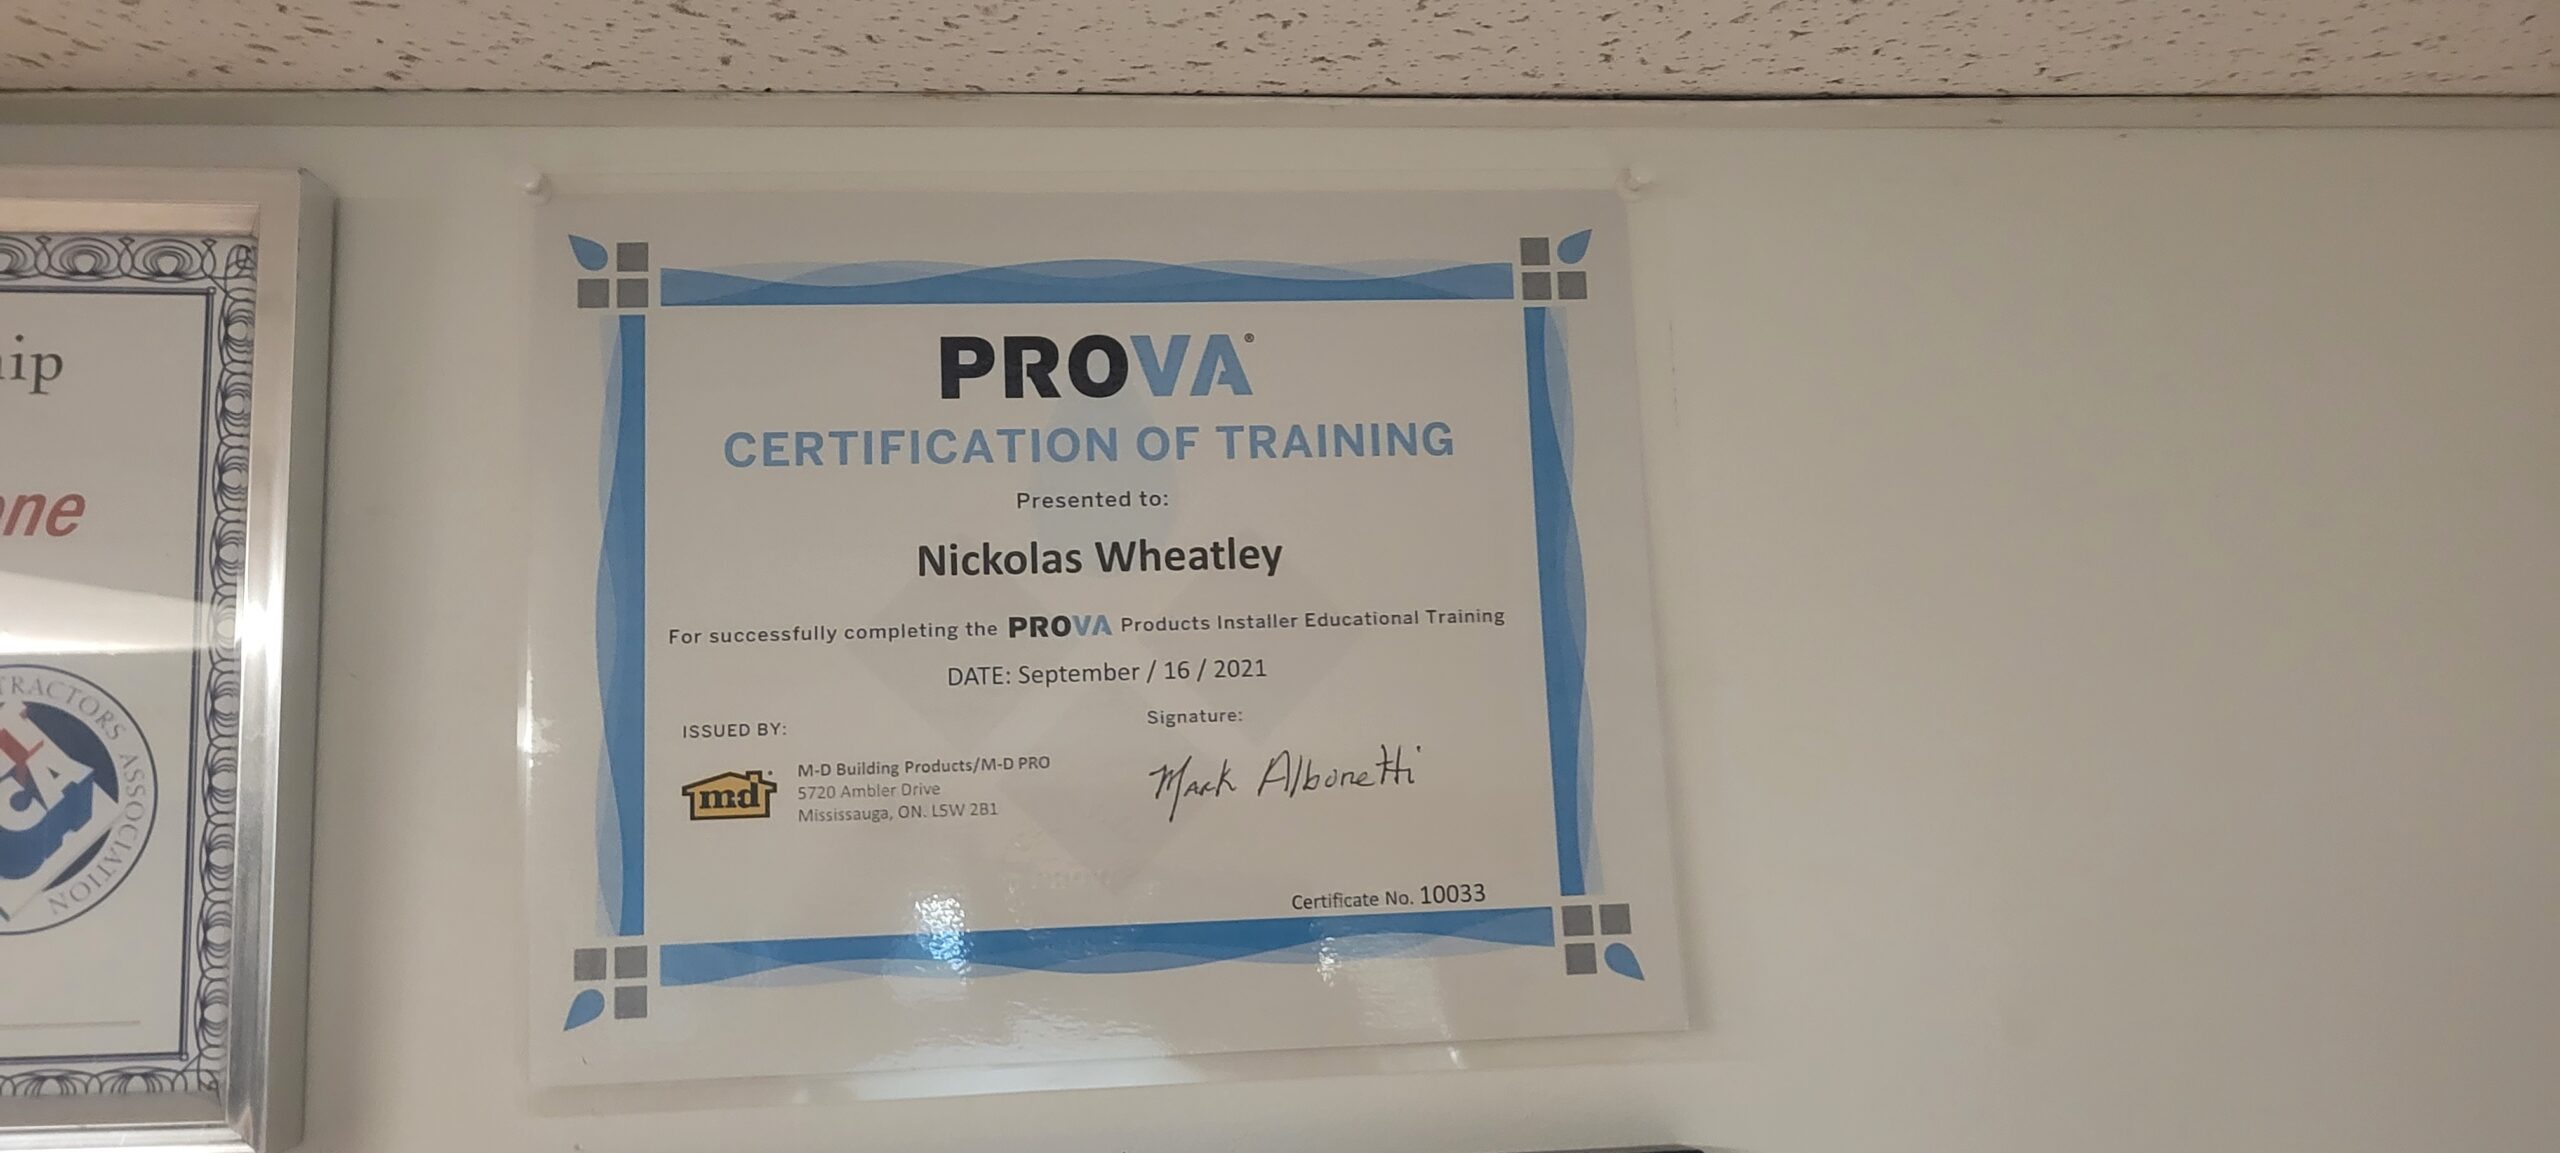 PROVA®
CERTIFICATION OF TRAINING
Presented to:
Nickolas Wheatley
For successfully completing the PROVA Products Installer Educational Training
DATE: September / 16 / 2021
ISSUED BY:
md
M-D Building Products/M-D PRO
5720 Ambler Drive
Mississauga, ON. L5W 2B1
Signature:
Mark Albonetti
Certificate No. 10033
ASSOCIATION